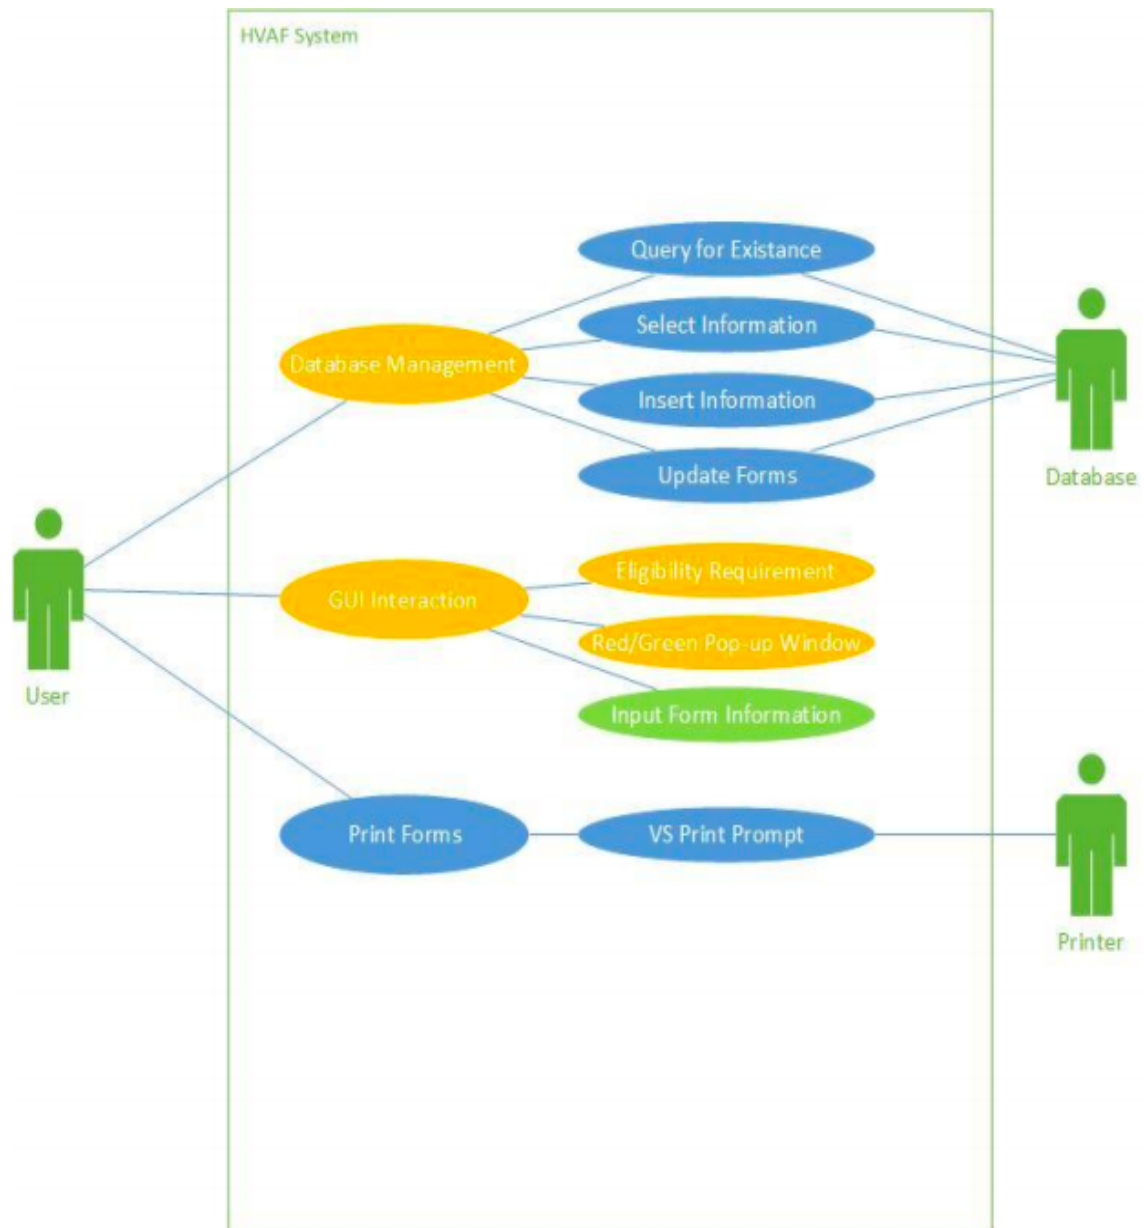 HVAF System
Query for Existance
Select Information
Database Management
Insert Information
Update Forms
Database
Eligibility Requirement
GUI Interaction
Red/Green Pop-up Window
User
Input Form Information
Print Forms
VS Print Prompt
Printer